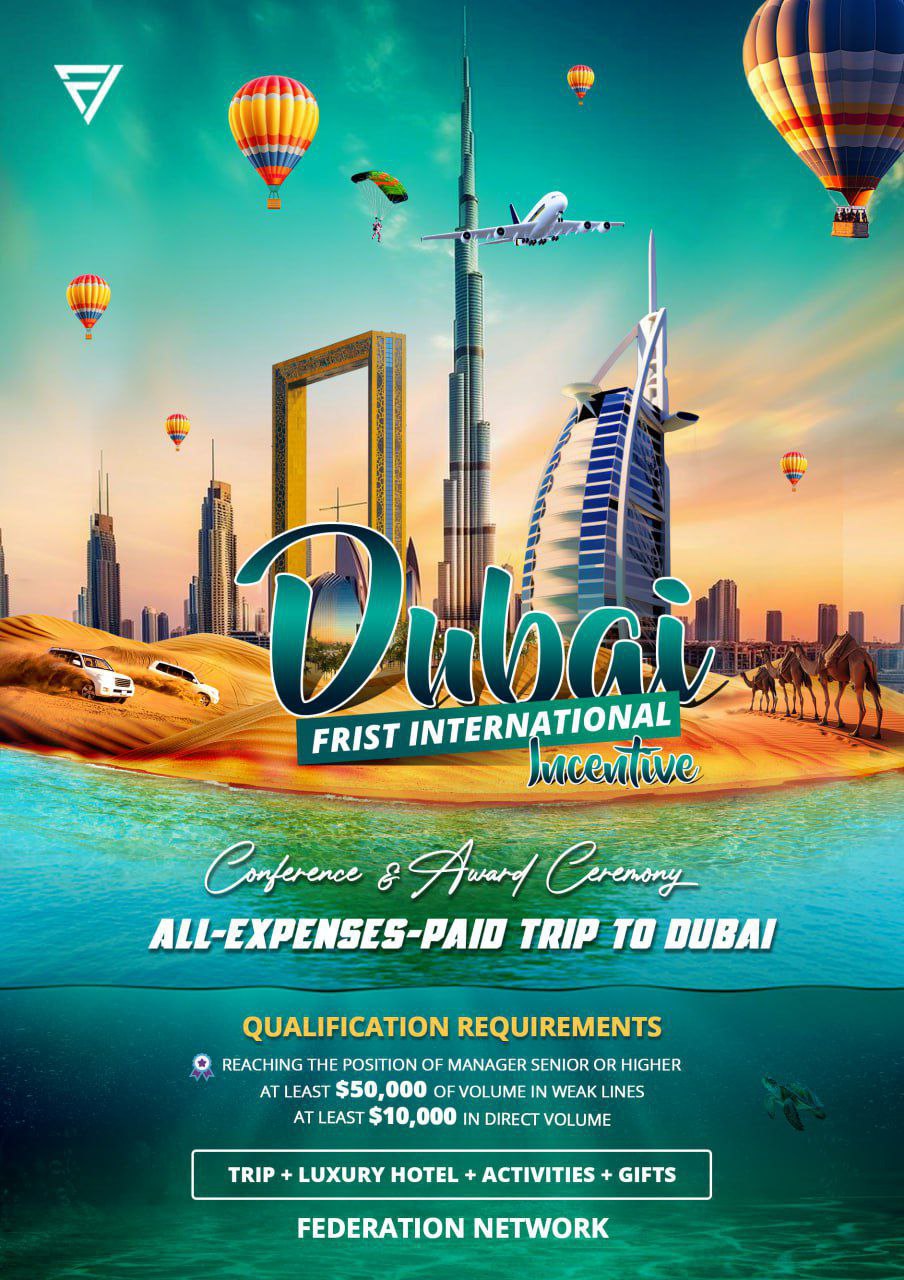 Dubai
FRIST INTERNATIONAL
Incentive
Conference & Award Ceremony
ALL-EXPENSES-PAID TRIP TO DUBAI
QUALIFICATION REQUIREMENTS
REACHING THE POSITION OF MANAGER SENIOR OR HIGHER
AT LEAST $50,000 OF VOLUME IN WEAK LINES
AT LEAST $10,000 IN DIRECT VOLUME
TRIP + LUXURY HOTEL + ACTIVITIES + GIFTS
FEDERATION NETWORK